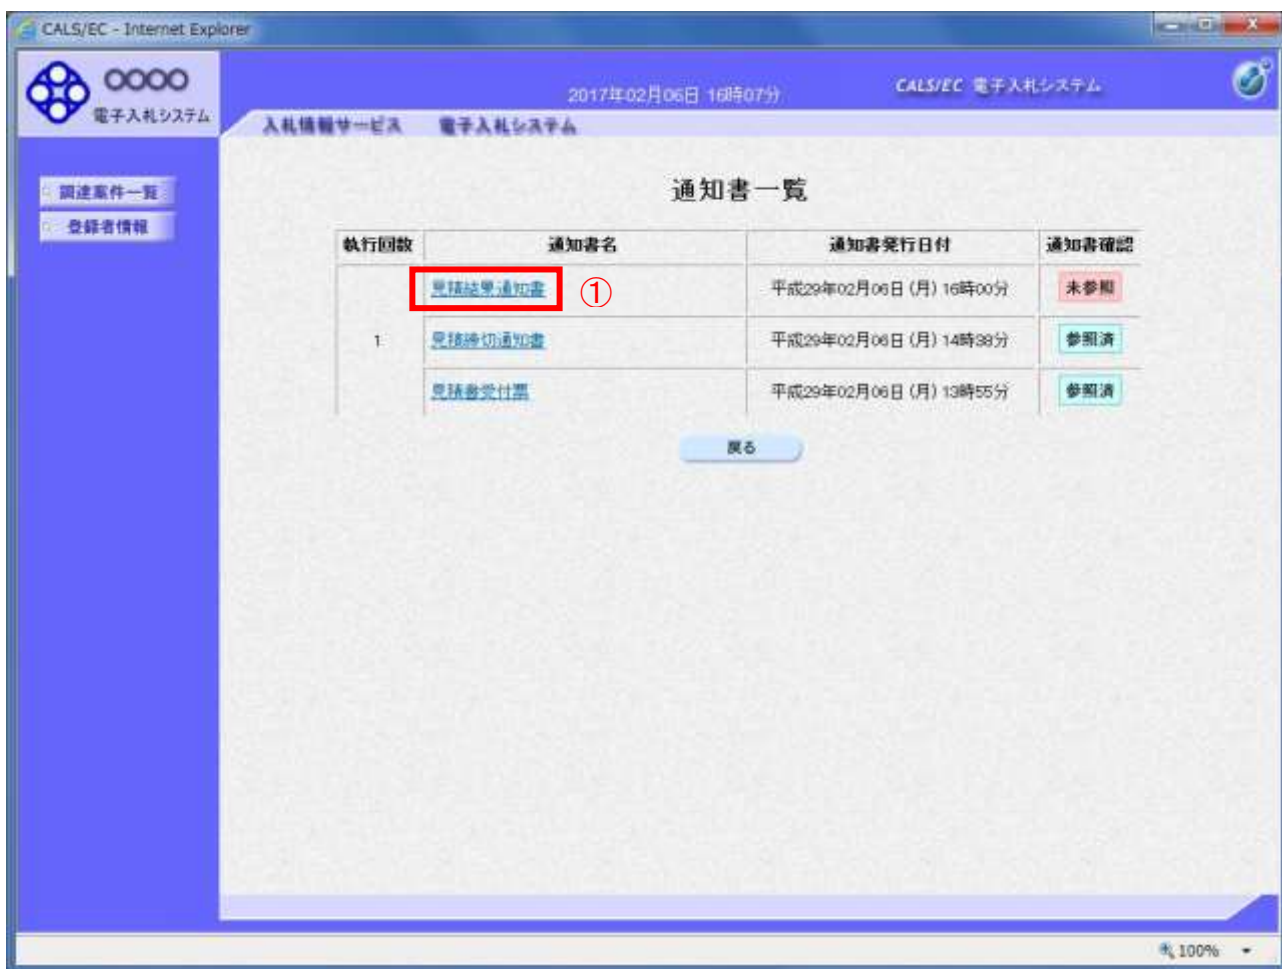 CALS/EC - Internet Explorer
○○○○
電子入札システム
2017年02月06日 16時07分
CALS/EC 電子入札システム
入札情報サービス 電子入札システム
調達案件一覧
登録者情報
通知書一覧
執行回数 通知書名 通知書発行日付 通知書確認
見積結果通知書 ① 平成29年02月06日 (月) 16時00分 未参照
1 見積締切通知書 平成29年02月06日 (月) 14時38分 参照済
見積書受付票 平成29年02月06日 (月) 13時55分 参照済
戻る
100%